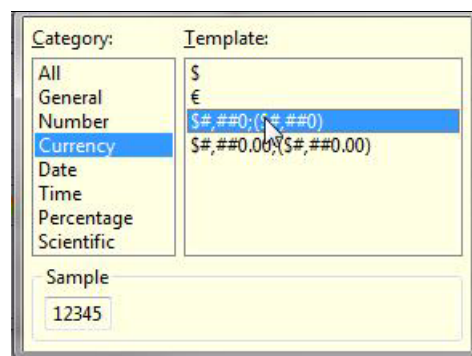 Category:
Template:
All
General
Number
Currency
Date
Time
Percentage
Scientific
$
€
$#,##0;($#,##0)
$#,##0.00;($#,##0.00)
Sample
12345